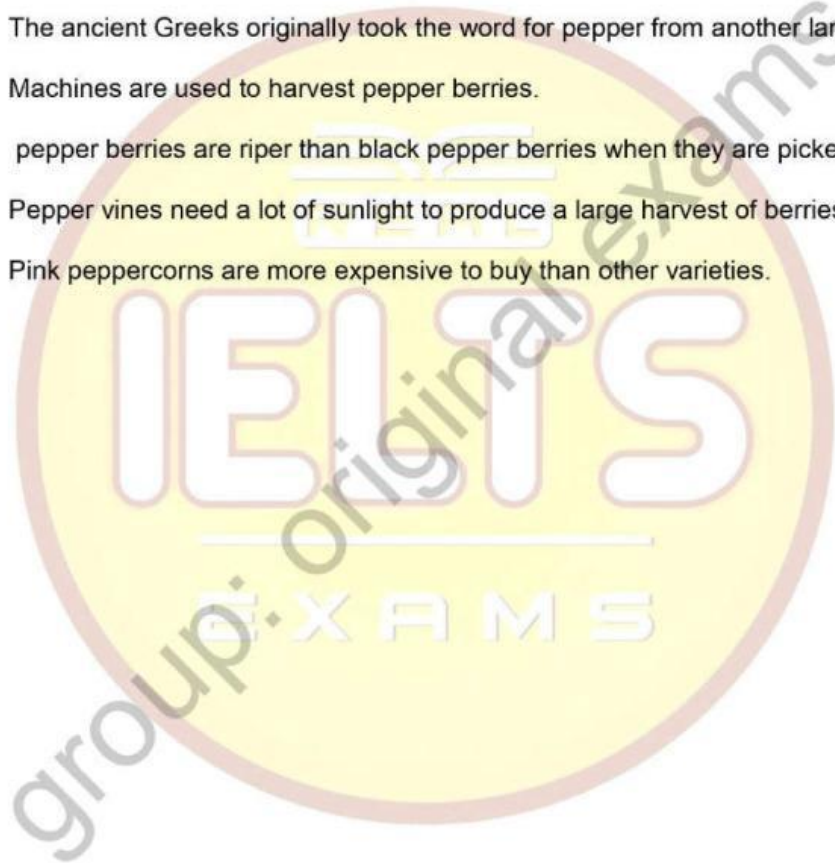 The ancient Greeks originally took the word for pepper from another
Machines are used to harvest pepper berries.
pepper berries are riper than black pepper berries when they are
Pepper vines need a lot of sunlight to produce a large harvest of berries
Pink peppercorns are more expensive to buy than other varieties.
IELTS
EXAMS
group: original exams